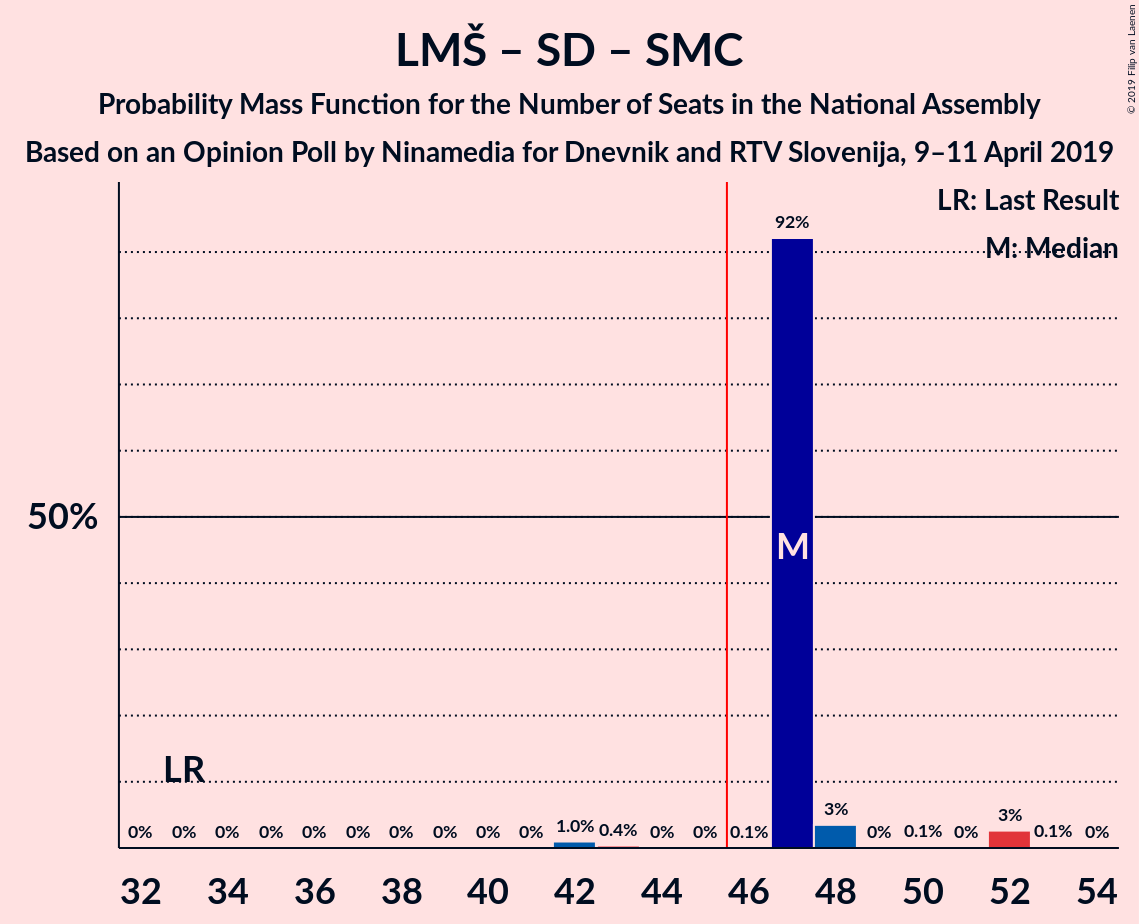 LMŠ – SD – SMC
Probability Mass Function for the Number of Seats in the National Assembly
Based on an Opinion Poll by Ninamedia for Dnevnik and RTV Slovenija, 9–11 April 2019
© 2019 Filip van Laenen
LR: Last Result
M: Median
92%
50%
M
LR
0% 0% 0% 0% 0% 0% 0% 0% 0% 0% 1.0% 0.4% 0% 0% 0.1% 3% 0% 0.1% 0% 3% 0.1% 0%
32 34 36 38 40 42 44 46 48 50 52 54